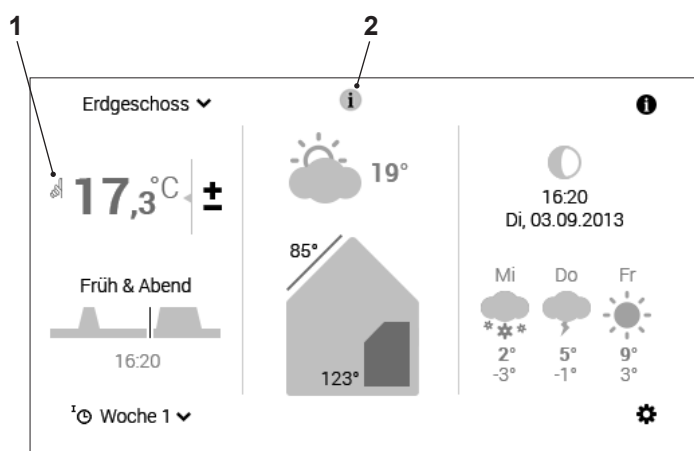 1
2
Erdgeschoss
i
i
17,3°C
±
19°
16:20
Di, 03.09.2013
85°
Früh & Abend
16:20
123°
Mi Do Fr
2° 5° 9°
-3° -1° 3°
I Woche 1